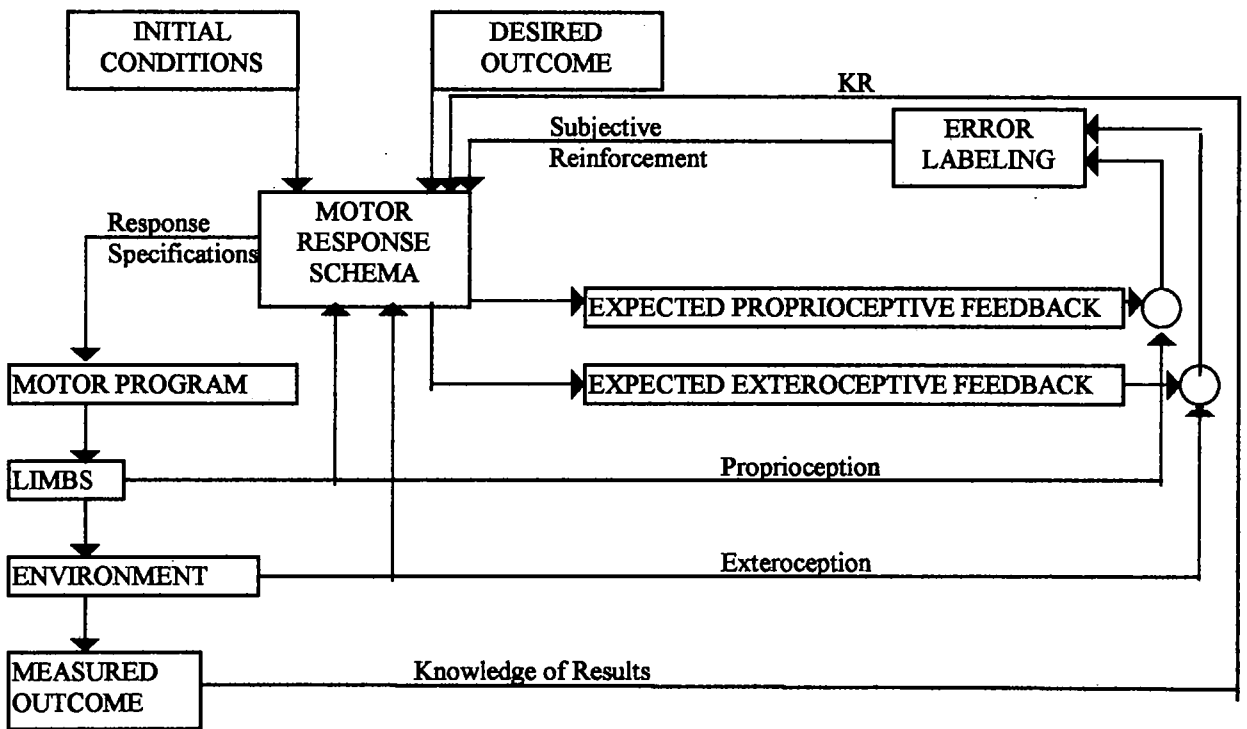 INITIAL
CONDITIONS
DESIRED
OUTCOME
KR
Subjective
Reinforcement
ERROR
LABELING
MOTOR
RESPONSE
SCHEMA
Response
Specifications
EXPECTED PROPRIOCEPTIVE FEEDBACK
MOTOR PROGRAM
EXPECTED EXTEROCEPTIVE FEEDBACK
LIMBS
Proprioception
ENVIRONMENT
Exteroception
MEASURED
OUTCOME
Knowledge of Results